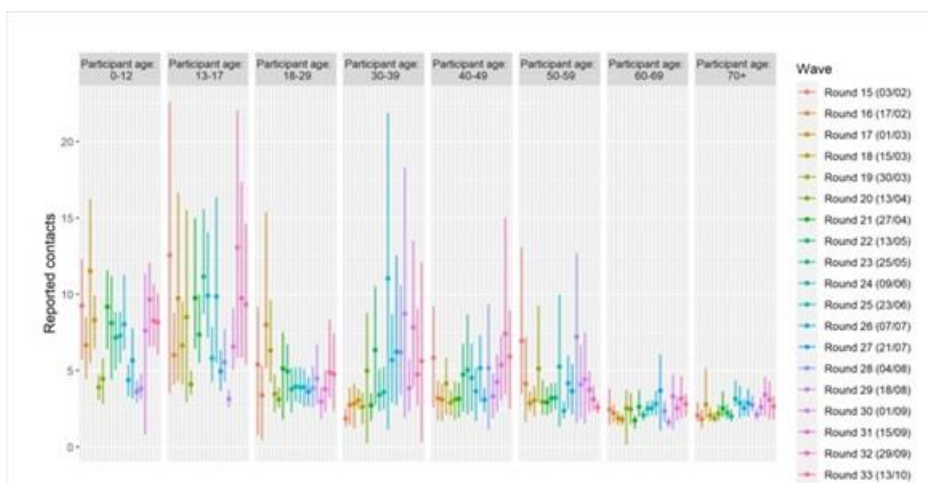 Participant age:
0-12
Participant age:
13-17
Participant age:
18-29
Participant age:
30-39
Participant age:
40-49
Participant age:
50-59
Participant age:
60-69
Participant age:
70+
Reported contacts
20
15
10
5
0
Wave
Round 15 (03/02)
Round 16 (17/02)
Round 17 (01/03)
Round 18 (15/03)
Round 19 (30/03)
Round 20 (13/04)
Round 21 (27/04)
Round 22 (13/05)
Round 23 (25/05)
Round 24 (09/06)
Round 25 (23/06)
Round 26 (07/07)
Round 27 (21/07)
Round 28 (04/08)
Round 29 (18/08)
Round 30 (01/09)
Round 31 (15/09)
Round 32 (29/09)
Round 33 (13/10)